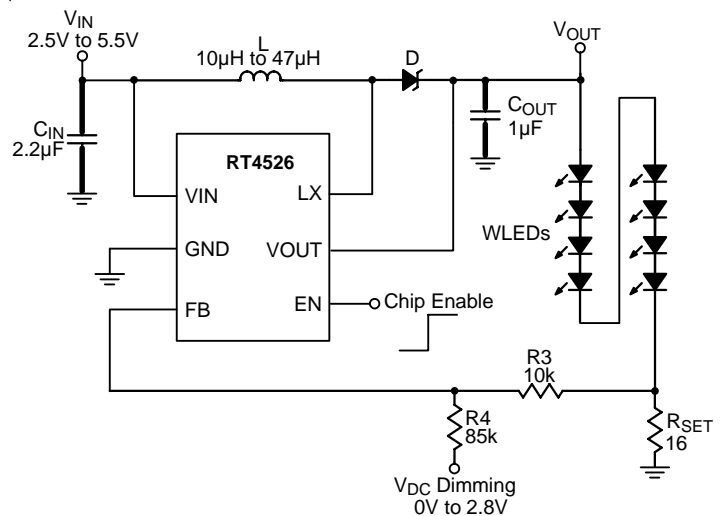 VIN
2.5V to 5.5V
L
10µH to 47µH
D
VOUT
CIN
2.2µF
COUT
1µF
RT4526
VIN
LX
GND
VOUT
WLEDs
FB
EN
Chip Enable
R3
10k
R4
85k
RSET
16
VDC Dimming
0V to 2.8V